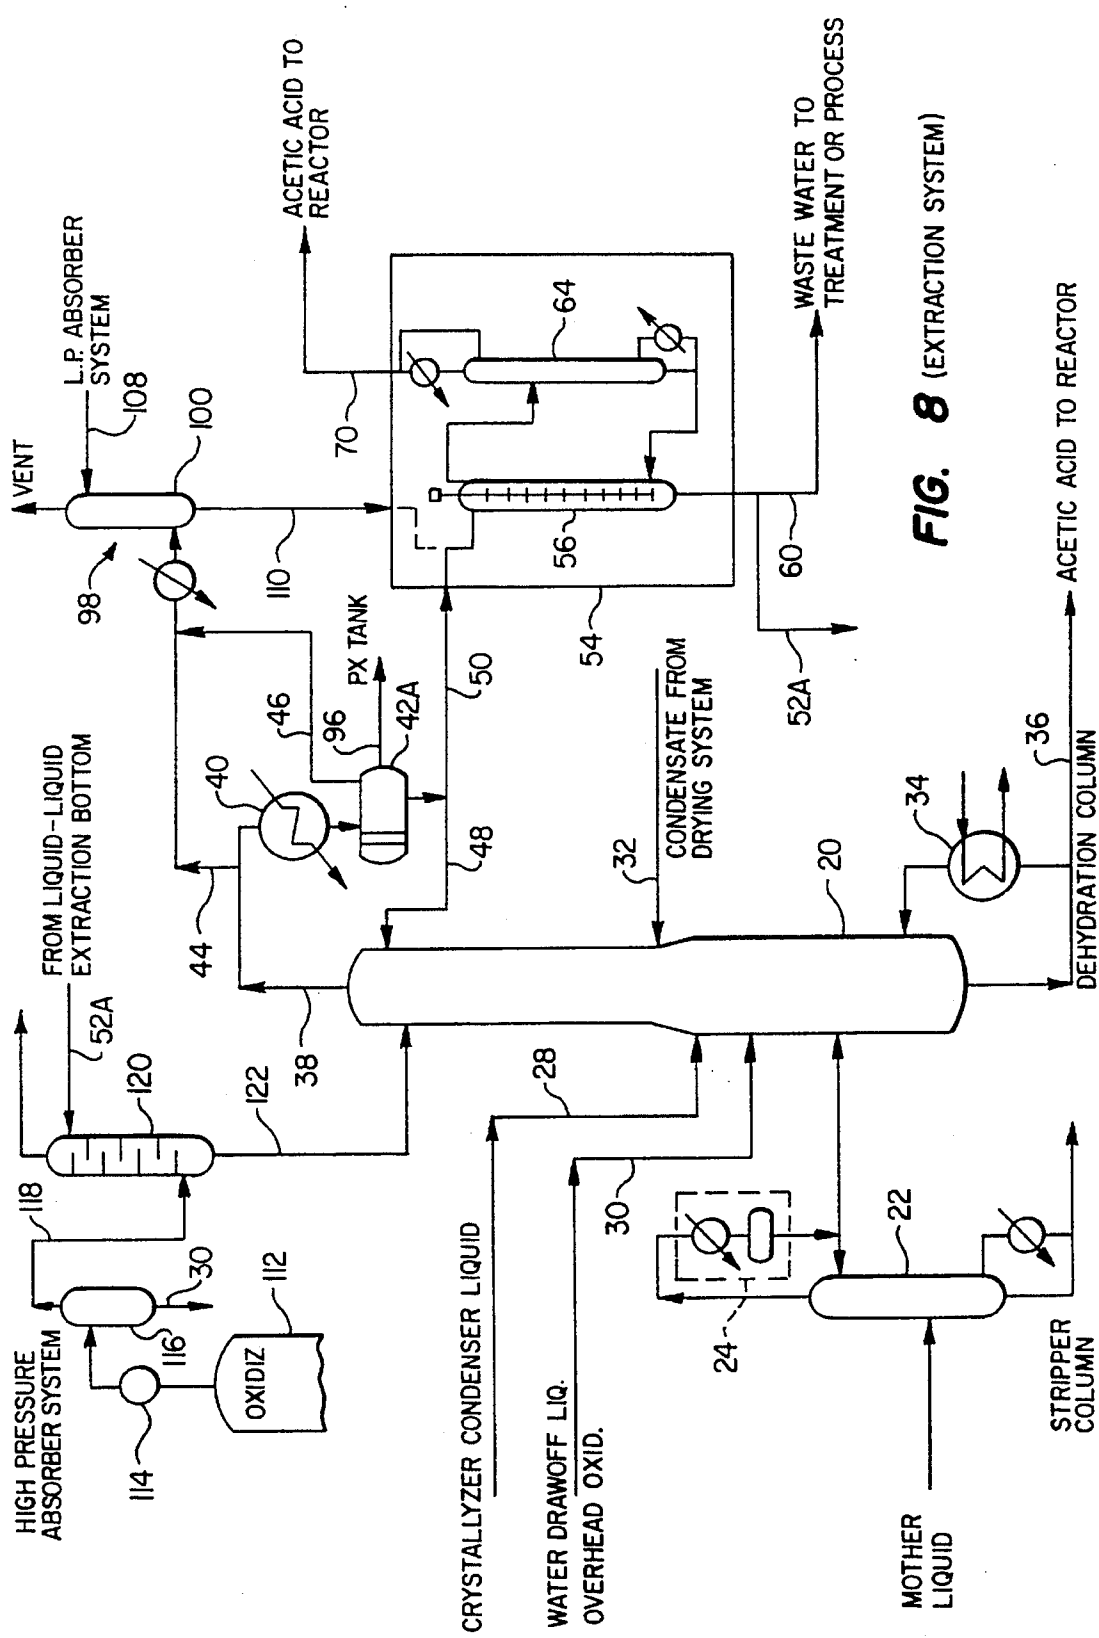 HIGH PRESSURE
ABSORBER SYSTEM
114
OXIDIZ
112
116
30
118
120
122
52A
FROM LIQUID-LIQUID
EXTRACTION BOTTOM
44
38
40
46
96
PX TANK
42A
48
50
98
VENT
100
108
L.P. ABSORBER
SYSTEM
110
70
ACETIC ACID TO
REACTOR
64
56
54
60
52A
WASTE WATER TO
TREATMENT OR PROCESS
CRYSTALLYZER CONDENSER LIQUID
28
WATER DRAWOFF LIQ.
OVERHEAD OXID.
30
32
CONDENSATE FROM
DRYING SYSTEM
20
34
36
ACETIC ACID TO REACTOR
DEHYDRATION COLUMN
24
22
MOTHER
LIQUID
STRIPPER
COLUMN
FIG. 8 (EXTRACTION SYSTEM)